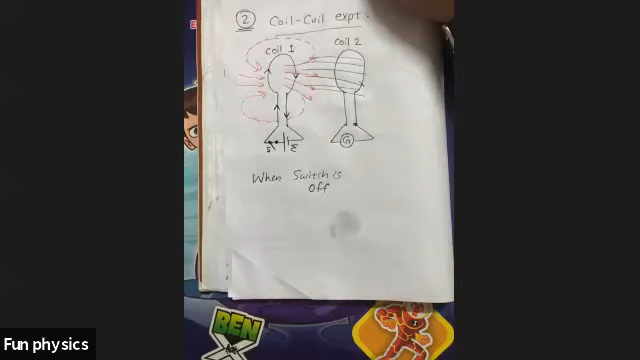 2 Coil-Coil expt.
coil 1
coil 2
S
E
G
When Switch is
off
BEN
Fun physics